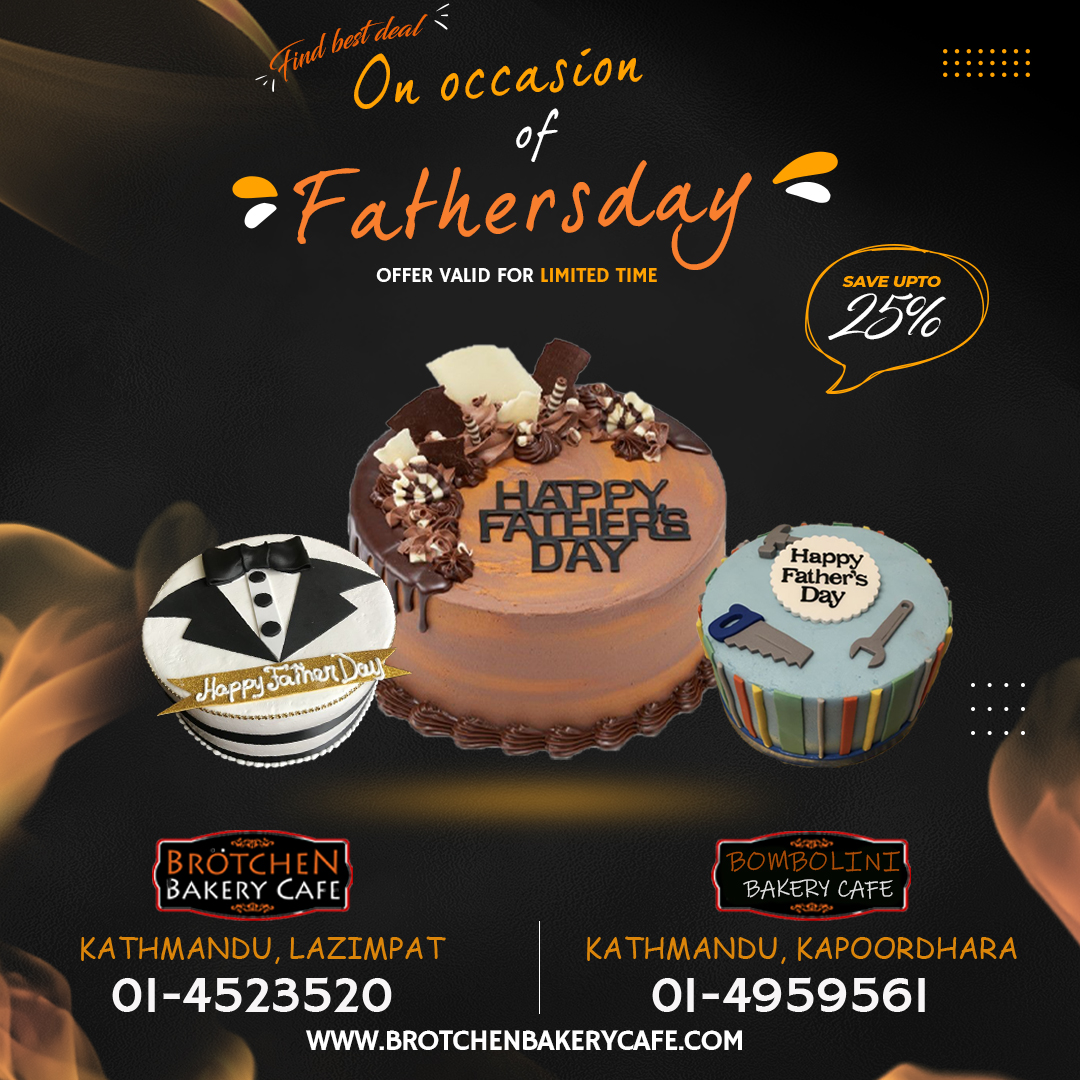 Find best deal
On occasion
of
Fathersday
OFFER VALID FOR LIMITED TIME
SAVE UPTO
25%
HAPPY
FATHER'S
DAY
Happy Father Day
Happy
Father's
Day
BRÖTCHEN
BAKERY CAFE
KATHMANDU, LAZIMPAT
01-4523520
BOMBOLINI
BAKERY CAFE
KATHMANDU, KAPOORDHARA
01-4959561
WWW.BROTCHENBAKERYCAFE.COM